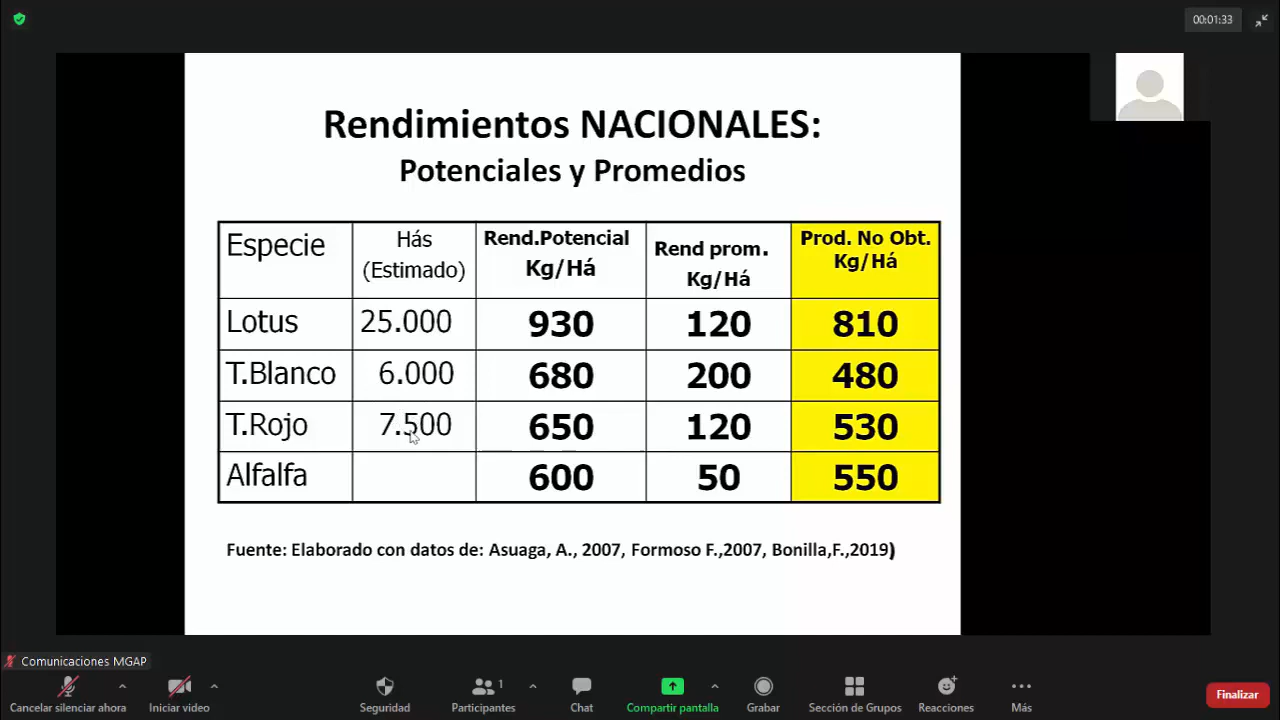 00:01:33
Rendimientos NACIONALES:
Potenciales y Promedios
Especie Hás (Estimado) Rend.Potencial Kg/Há Rend prom. Kg/Há Prod. No Obt. Kg/Há
Lotus 25.000 930 120 810
T.Blanco 6.000 680 200 480
T.Rojo 7.500 650 120 530
Alfalfa 600 50 550
Fuente: Elaborado con datos de: Asuaga, A., 2007, Formoso F.,2007, Bonilla,F.,2019)
Comunicaciones MGAP
1
Cancelar silenciar ahora Iniciar video Seguridad Participantes Chat Compartir pantalla Grabar Sección de Grupos Reacciones Más Finalizar